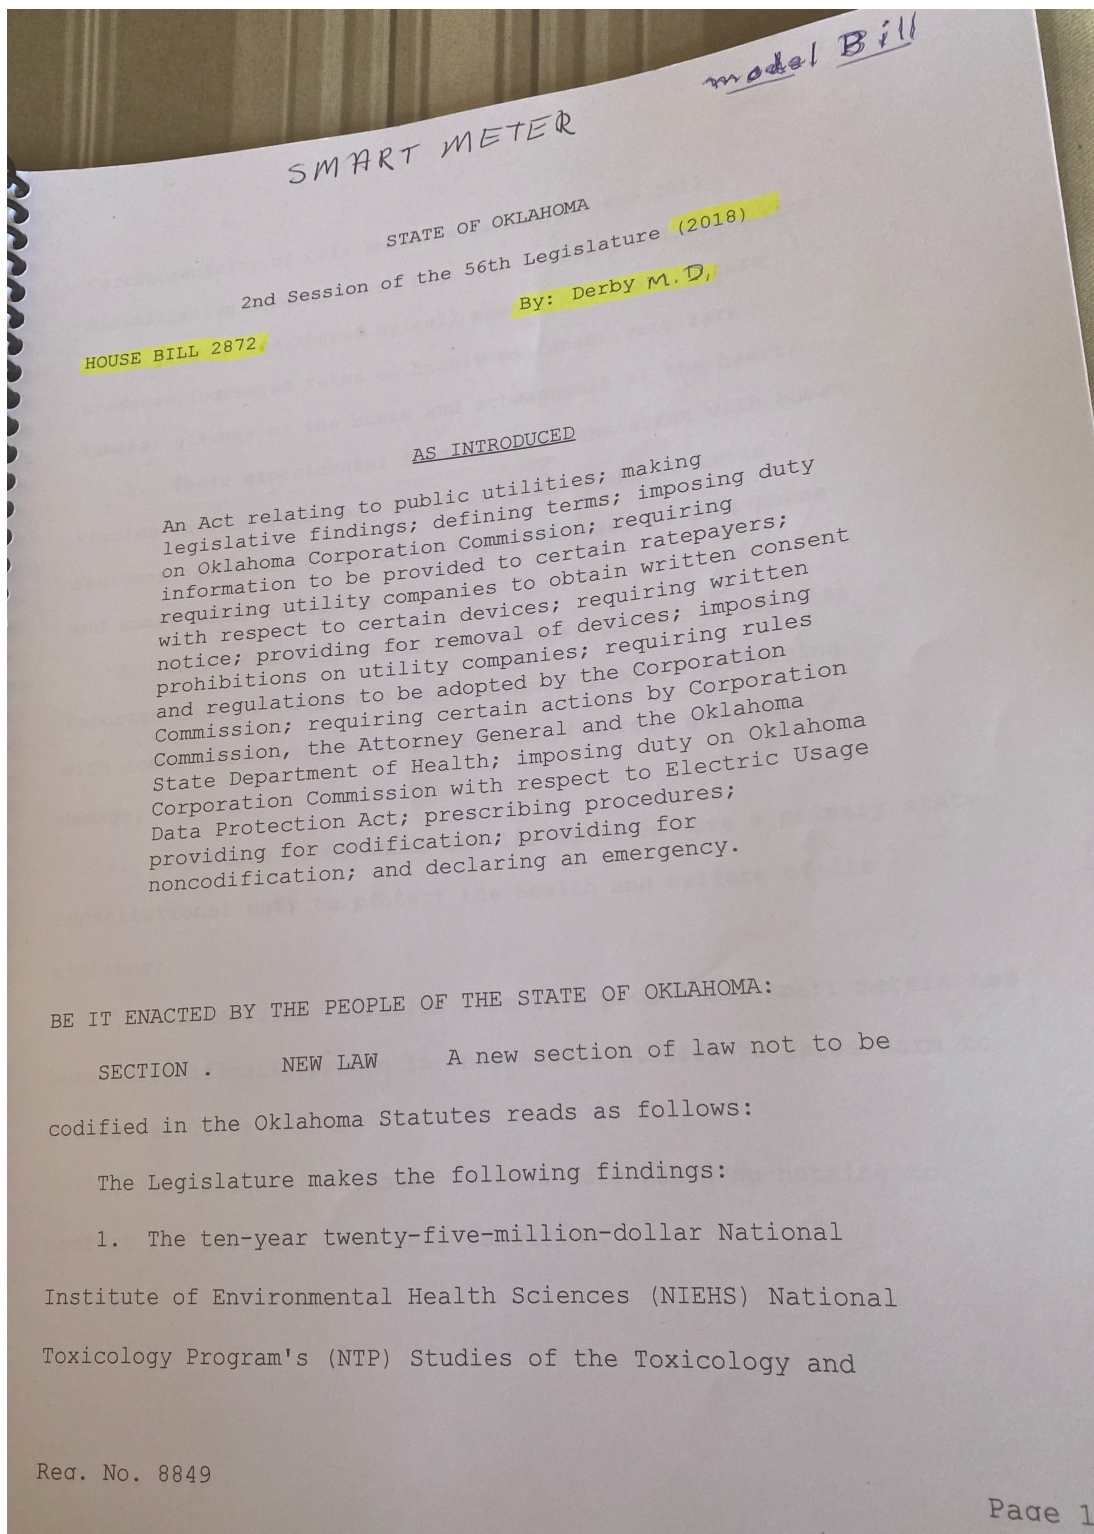 model Bill
SMART METER
STATE OF OKLAHOMA
2nd Session of the 56th Legislature (2018)
HOUSE BILL 2872
By: Derby M.D.
AS INTRODUCED
An Act relating to public utilities; making
legislative findings; defining terms; imposing duty
on Oklahoma Corporation Commission; requiring
information to be provided to certain ratepayers;
requiring utility companies to obtain written consent
with respect to certain devices; requiring written
notice; providing for removal of devices; imposing
prohibitions on utility companies; requiring rules
and regulations to be adopted by the Corporation
Commission; requiring certain actions by Corporation
Commission, the Attorney General and the Oklahoma
State Department of Health; imposing duty on Oklahoma
Corporation Commission with respect to Electric Usage
Data Protection Act; prescribing procedures;
providing for codification; providing for
noncodification; and declaring an emergency.
BE IT ENACTED BY THE PEOPLE OF THE STATE OF OKLAHOMA:
SECTION . NEW LAW A new section of law not to be
codified in the Oklahoma Statutes reads as follows:
The Legislature makes the following findings:
1. The ten-year twenty-five-million-dollar National
Institute of Environmental Health Sciences (NIEHS) National
Toxicology Program's (NTP) Studies of the Toxicology and
Req. No. 8849
Page 1